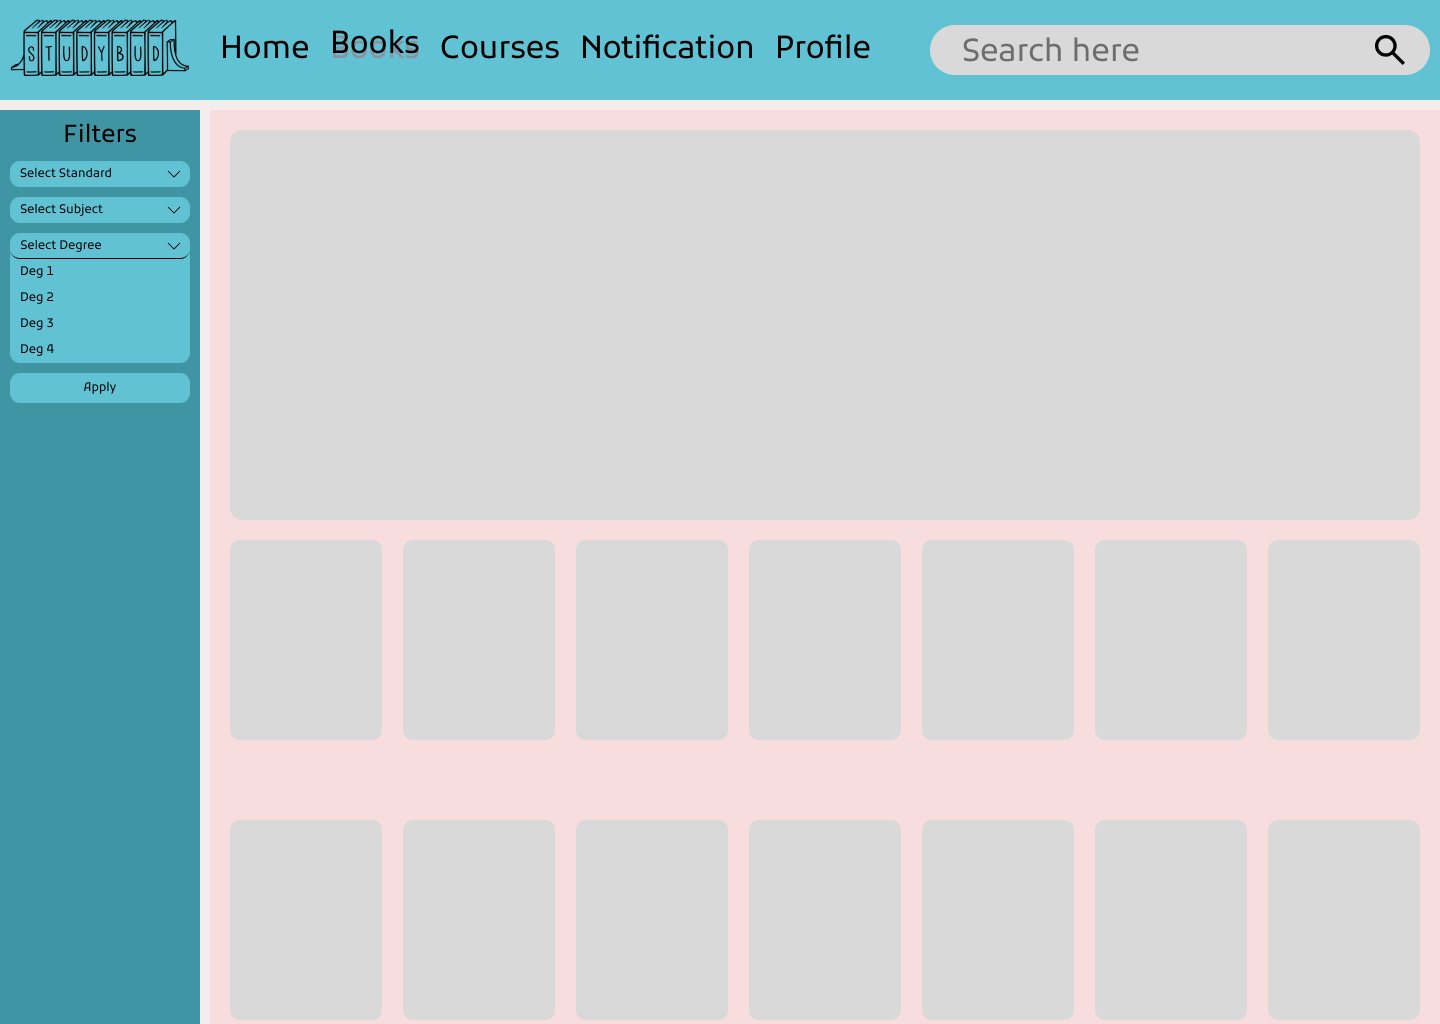 STUDYBUD
Home Books Courses Notification Profile
Search here
Filters
Select Standard
Select Subject
Select Degree
Deg 1
Deg 2
Deg 3
Deg 4
Apply